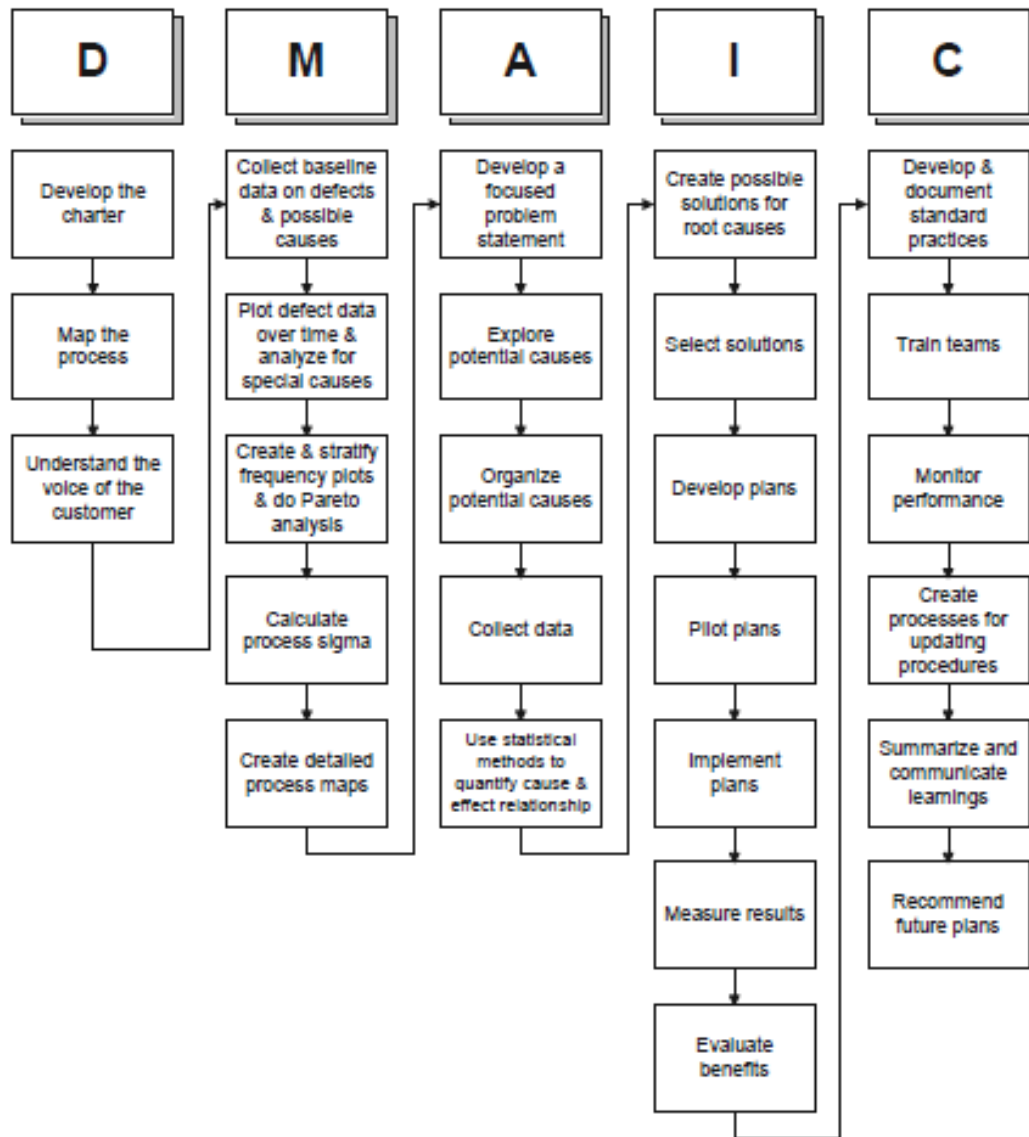 D
M
A
I
C
Develop the
charter
Map the
process
Understand the
voice of the
customer
Collect baseline
data on defects
& possible
causes
Plot defect data
over time &
analyze for
special causes
Create & stratify
frequency plots
& do Pareto
analysis
Calculate
process sigma
Create detailed
process maps
Develop a
focused
problem
statement
Explore
potential causes
Organize
potential causes
Collect data
Use statistical
methods to
quantify cause &
effect relationship
Create possible
solutions for
root causes
Select solutions
Develop plans
Pilot plans
Implement
plans
Measure results
Evaluate
benefits
Develop &
document
standard
practices
Train teams
Monitor
performance
Create
processes for
updating
procedures
Summarize and
communicate
learnings
Recommend
future plans